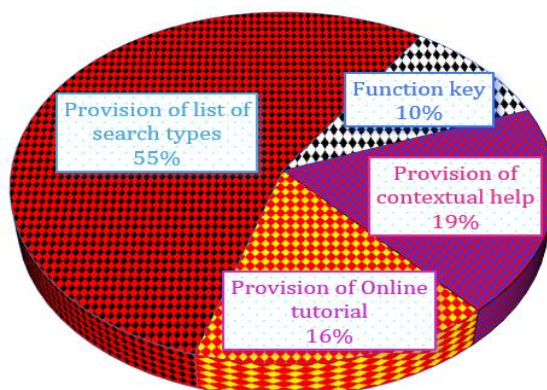 Provision of list of
search types
55%
Function key
10%
Provision of
contextual help
19%
Provision of Online
tutorial
16%